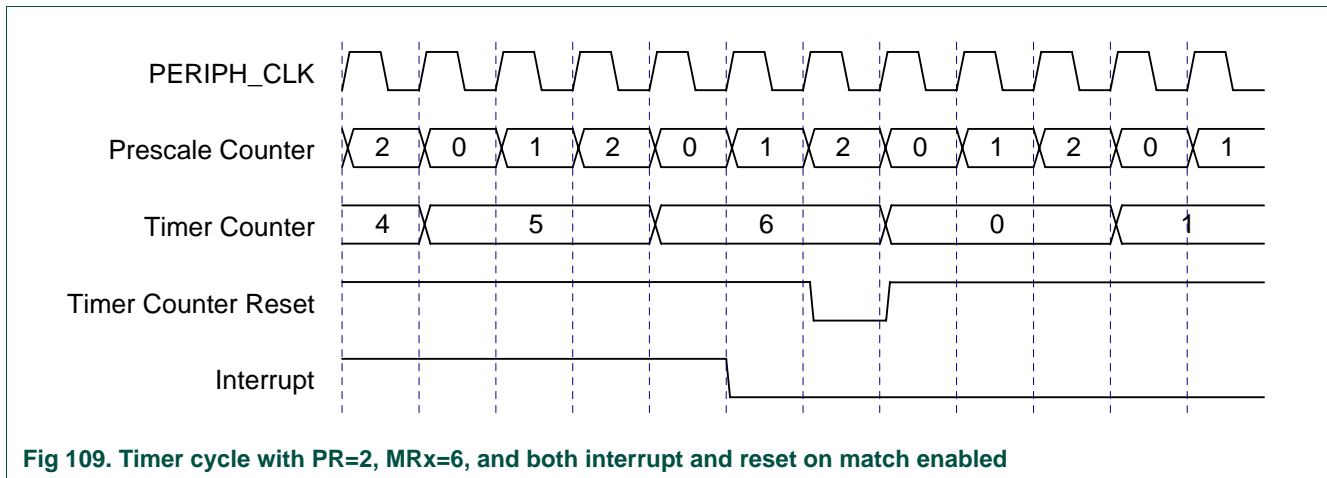 PERIPH_CLK
Prescale Counter 2 0 1 2 0 1 2 0 1 2 0 1
Timer Counter 4 5 6 0 1
Timer Counter Reset
Interrupt
Fig 109. Timer cycle with PR=2, MRx=6, and both interrupt and reset on match enabled